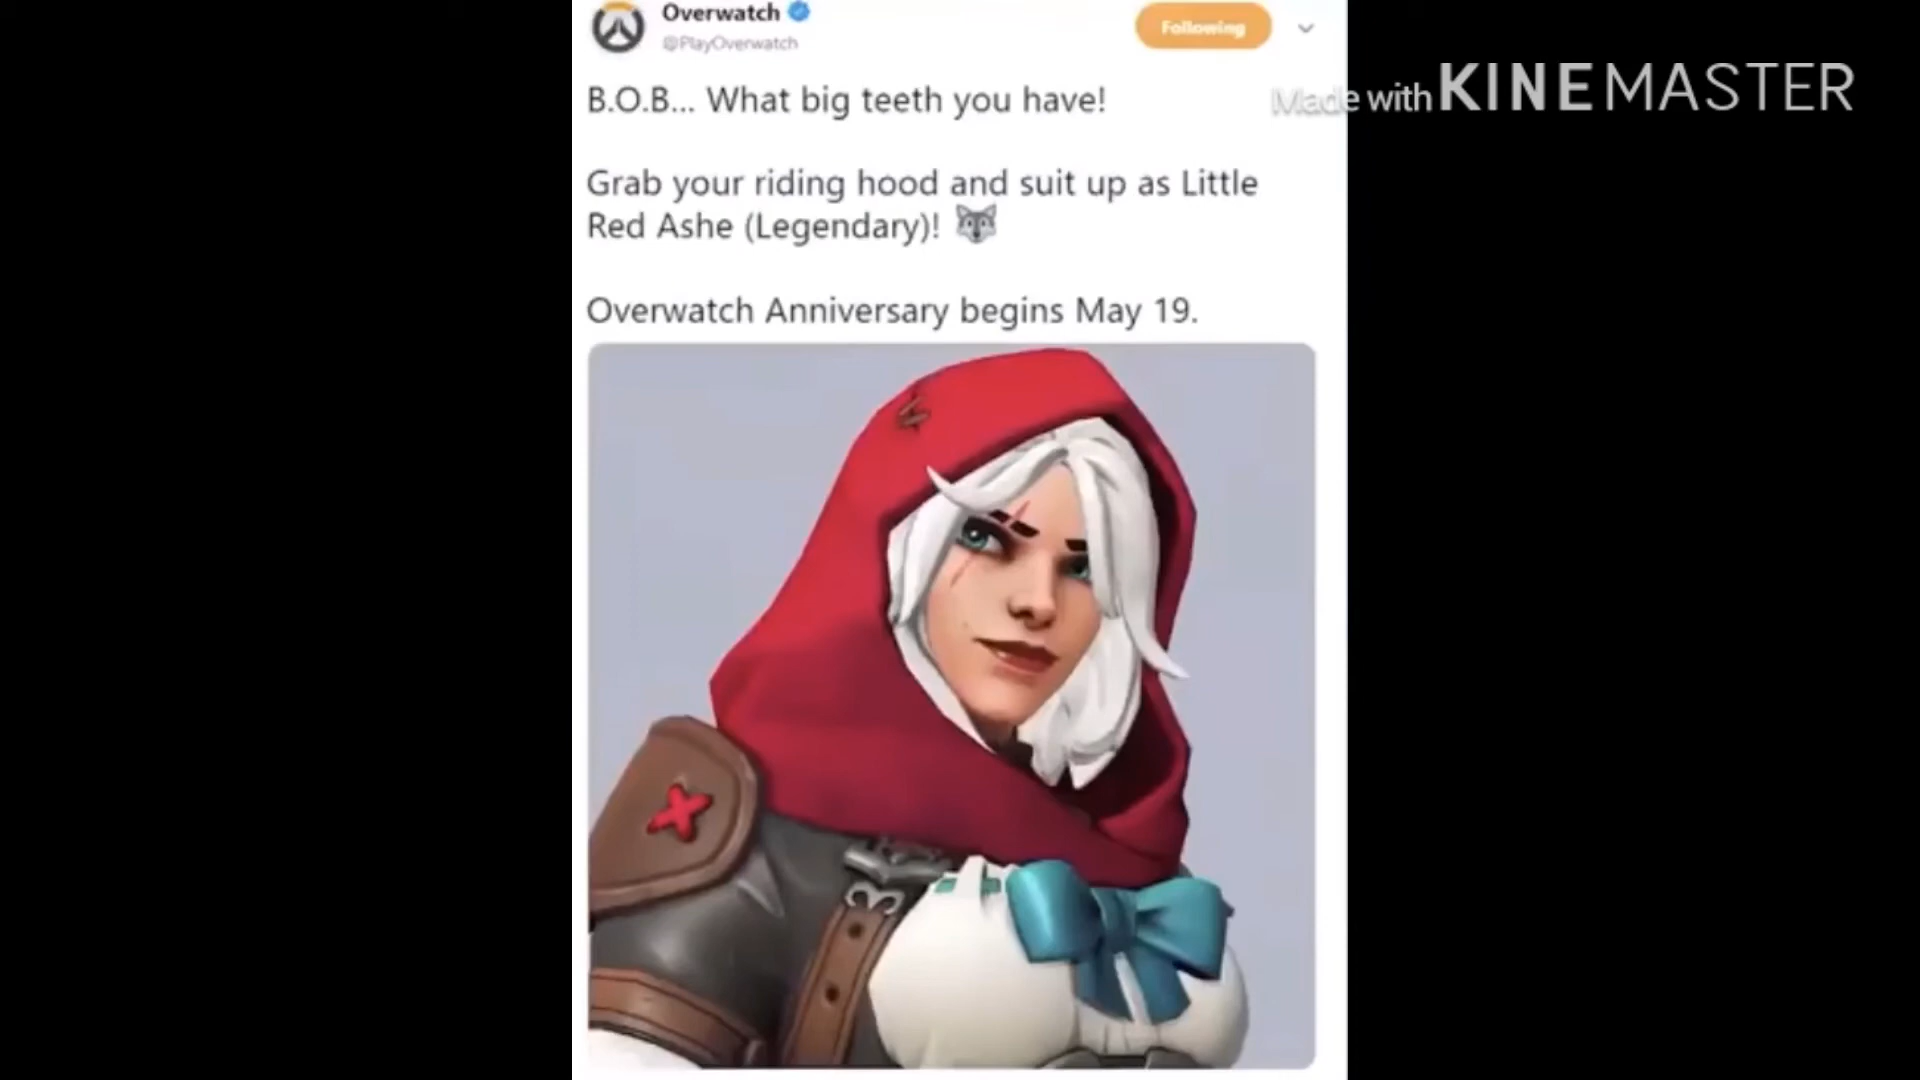 Overwatch
@PlayOverwatch
Following
B.O.B... What big teeth you have!
Made with KINEMASTER
Grab your riding hood and suit up as Little
Red Ashe (Legendary)!
Overwatch Anniversary begins May 19.